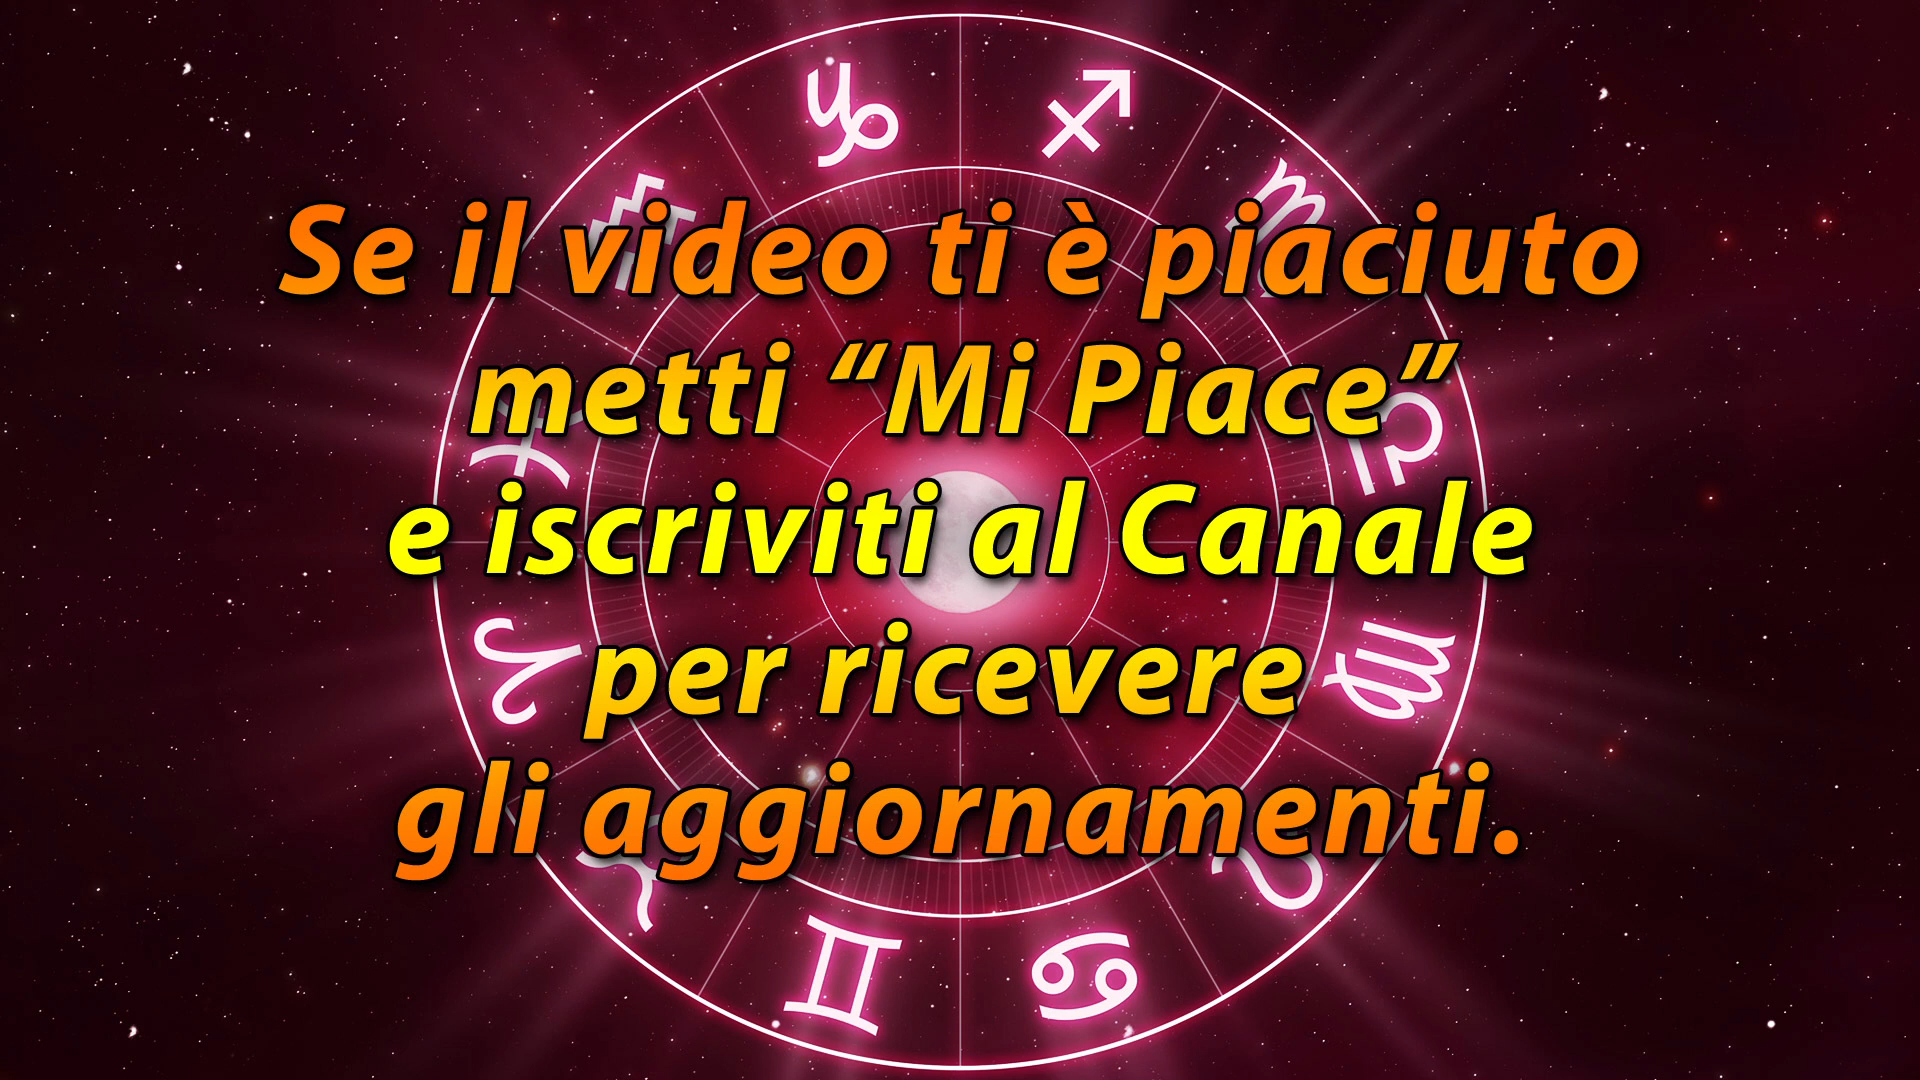 Se il video ti è piaciuto
metti “Mi Piace”
e iscriviti al Canale
per ricevere
gli aggiornamenti.